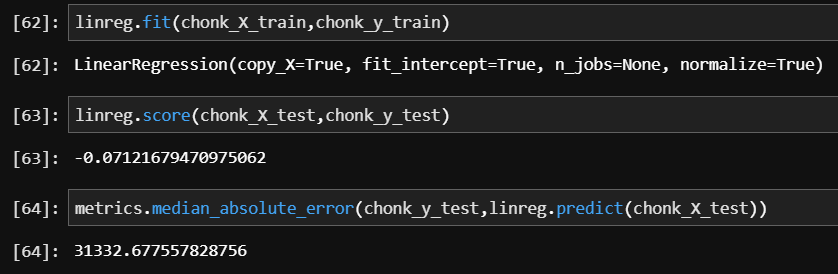 [62]: linreg.fit(chonk_X_train,chonk_y_train)
[62]: LinearRegression(copy_X=True, fit_intercept=True, n_jobs=None, normalize=True)
[63]: linreg.score(chonk_X_test,chonk_y_test)
[63]: -0.07121679470975062
[64]: metrics.median_absolute_error(chonk_y_test,linreg.predict(chonk_X_test))
[64]: 31332.677557828756